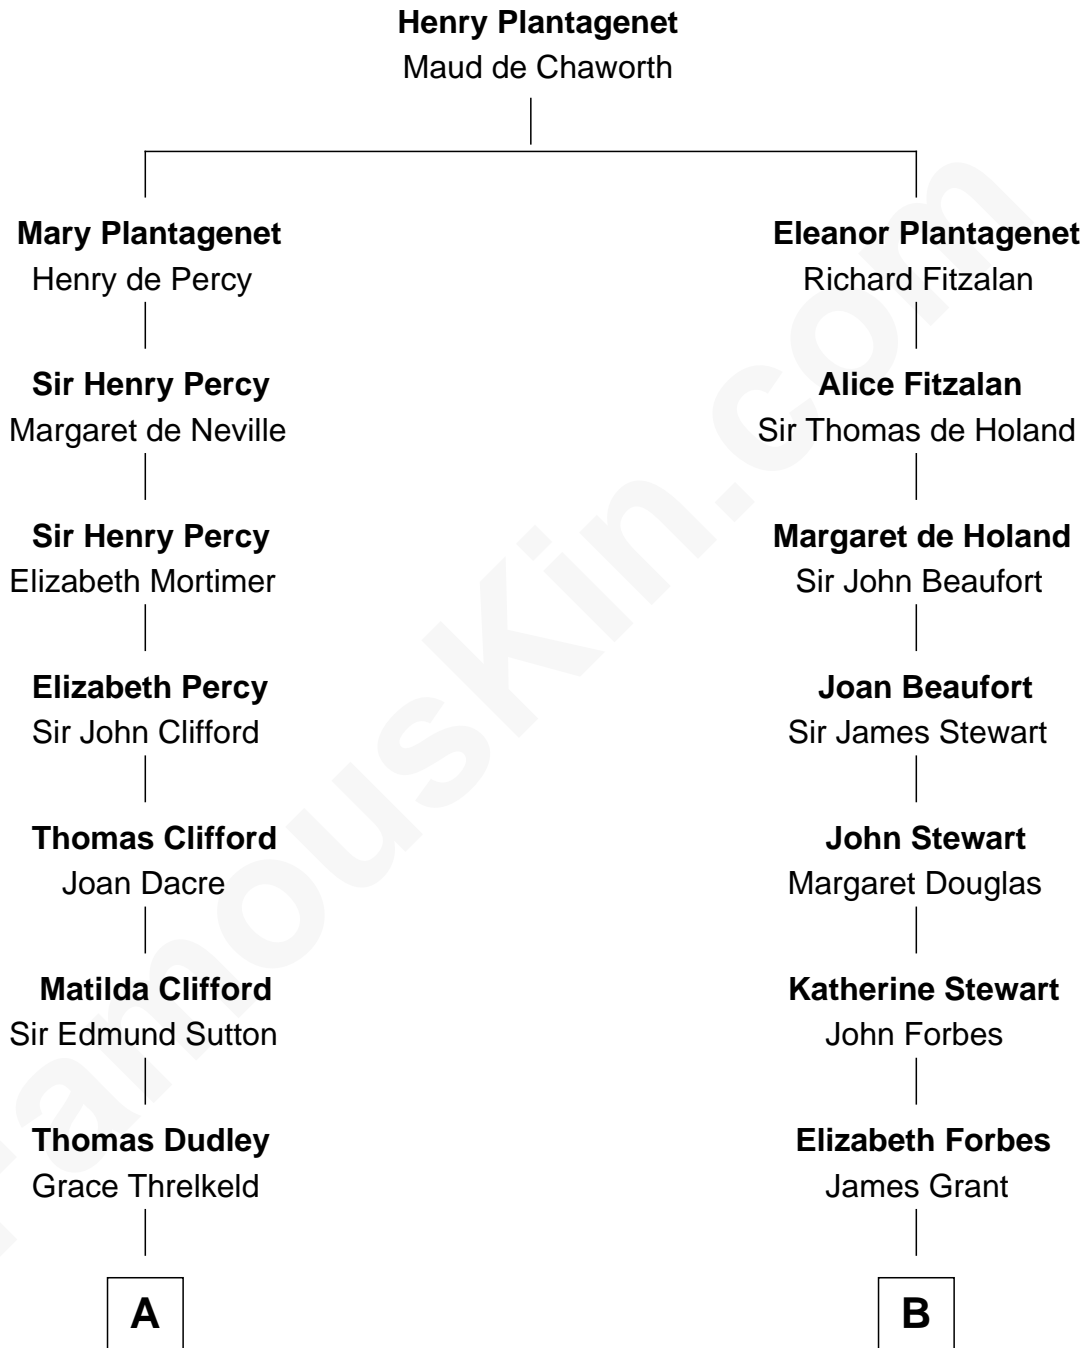 Henry Plantagenet
Maud de Chaworth
Mary Plantagenet
Henry de Percy
Eleanor Plantagenet
Richard Fitzalan
Sir Henry Percy
Margaret de Neville
Alice Fitzalan
Sir Thomas de Holand
Sir Henry Percy
Elizabeth Mortimer
Margaret de Holand
Sir John Beaufort
Elizabeth Percy
Sir John Clifford
Joan Beaufort
Sir James Stewart
Thomas Clifford
Joan Dacre
John Stewart
Margaret Douglas
Matilda Clifford
Sir Edmund Sutton
Katherine Stewart
John Forbes
Thomas Dudley
Grace Threlkeld
Elizabeth Forbes
James Grant
A
B
FamousKin.com